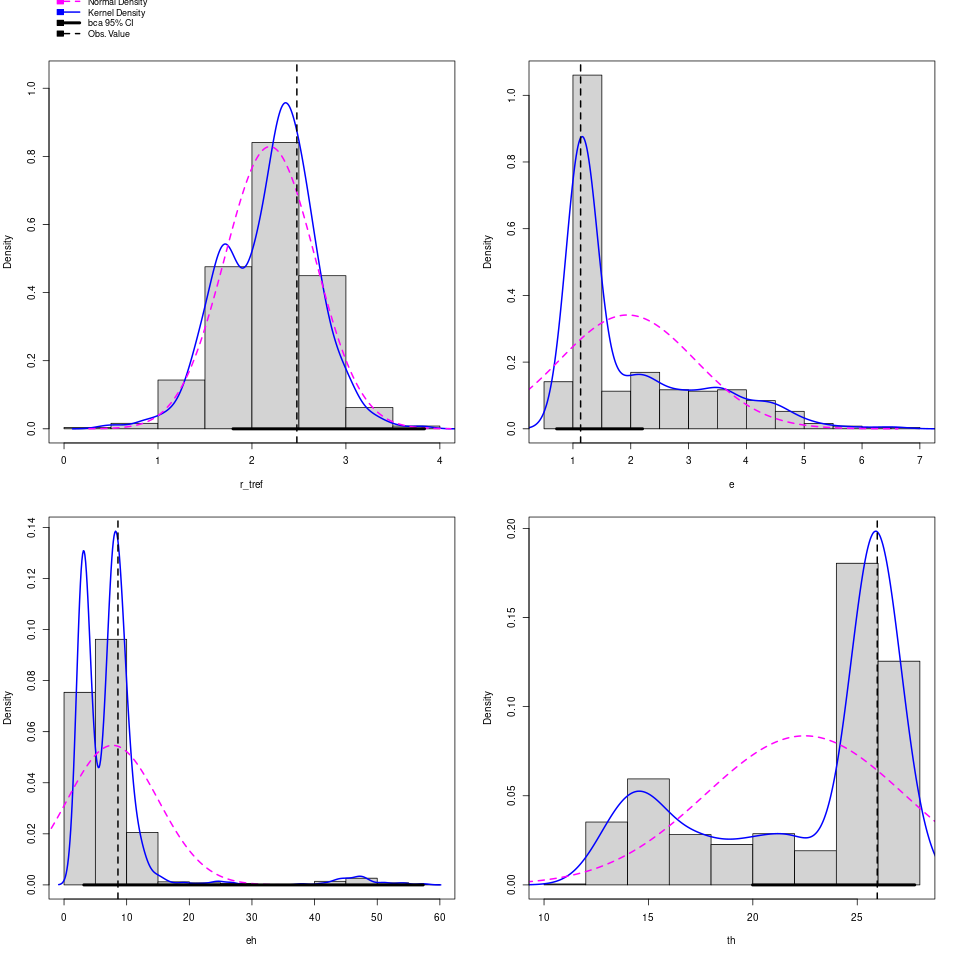 Normal Density
Kernel Density
bca 95% CI
Obs. Value
Density
0.0 0.2 0.4 0.6 0.8 1.0
0 1 2 3 4
r_tref
Density
0.0 0.2 0.4 0.6 0.8 1.0
1 2 3 4 5 6 7
e
Density
0.00 0.02 0.04 0.06 0.08 0.10 0.12 0.14
0 10 20 30 40 50 60
eh
Density
0.00 0.05 0.10 0.15 0.20
10 15 20 25
th